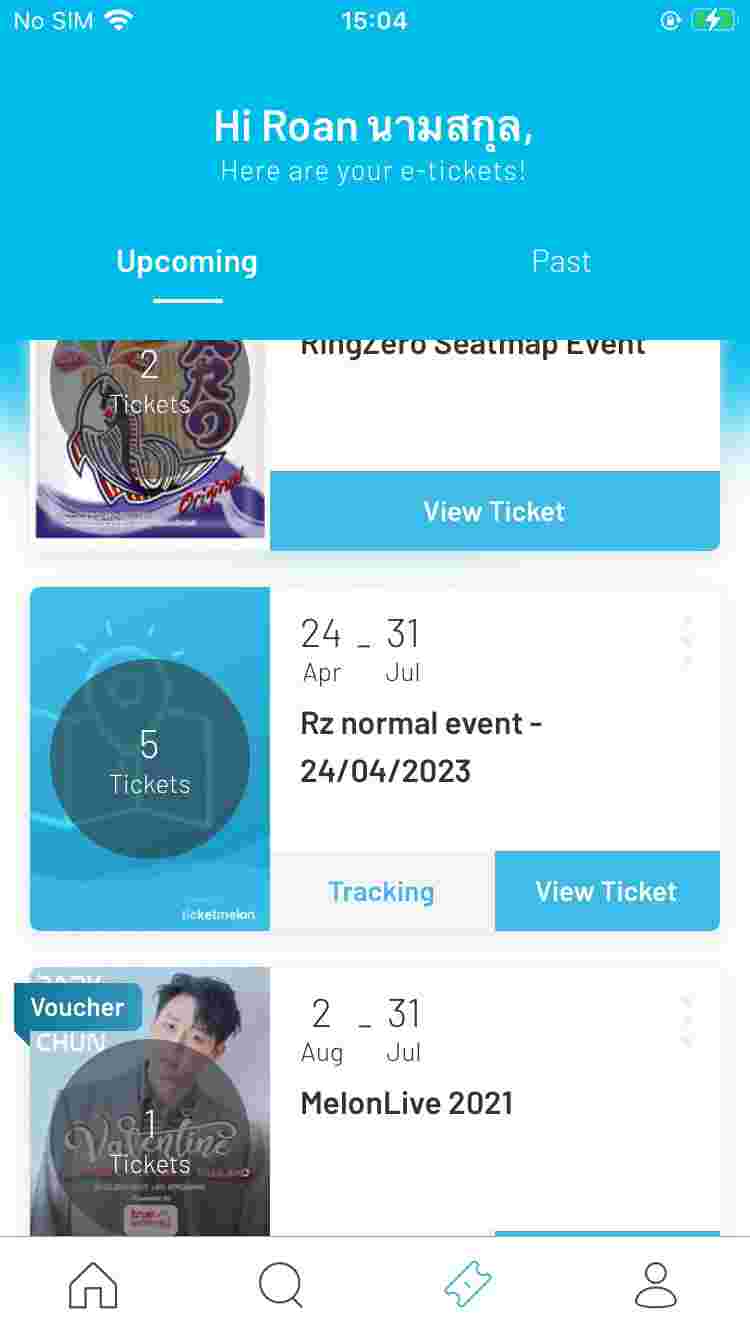 No SIM 15:04
Hi Roan นามสกุล,
Here are your e-tickets!
Upcoming Past
RingZero Seatmap Event
2
Tickets
Original
View Ticket
24 - 31
Apr Jul
5
Tickets
Rz normal event -
24/04/2023
ticketmelon
Tracking View Ticket
Voucher
CHUN
2 - 31
Aug Jul
MelonLive 2021
1
Valentine
Tickets
true